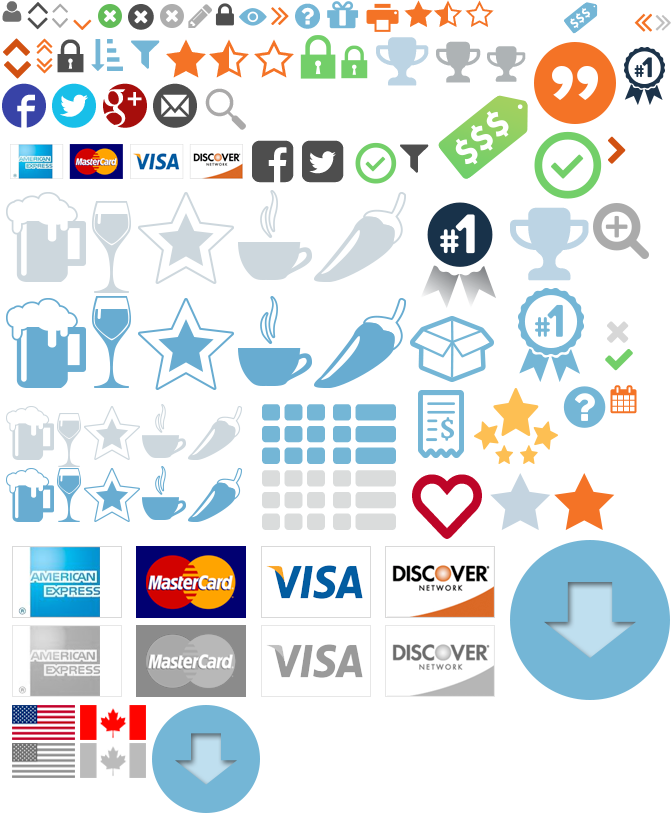 $$$
#1
g+
$$$
AMERICAN
EXPRESS
MasterCard
VISA
DISCOVER
NETWORK
#1
#1
$
AMERICAN
EXPRESS
®
MasterCard
VISA
DISCOVER
NETWORK
AMERICAN
EXPRESS
®
MasterCard
VISA
DISCOVER
NETWORK